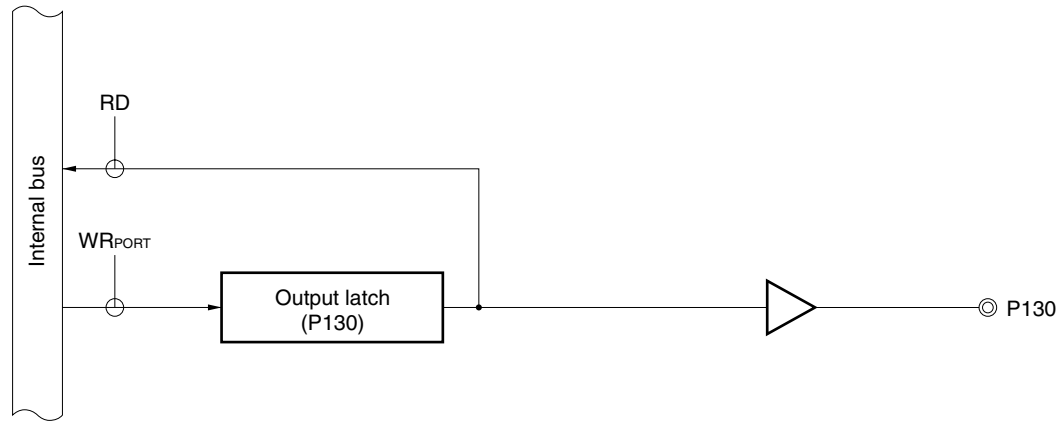 RD
Internal bus
WRPORT
Output latch
(P130)
P130